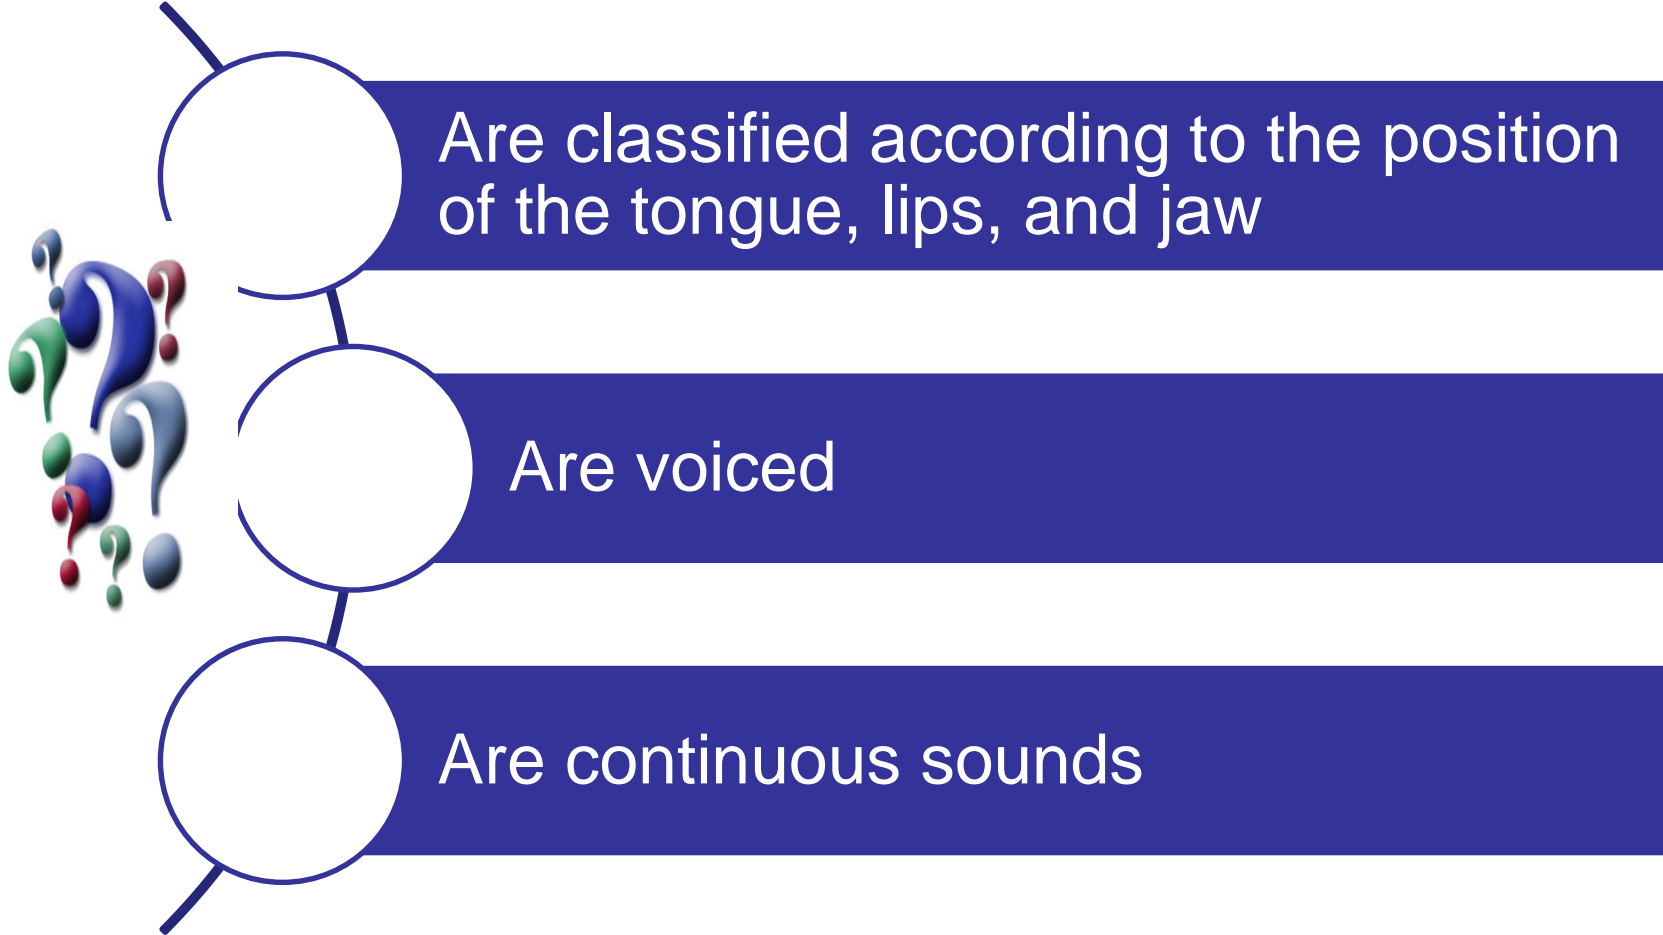 Are classified according to the position
of the tongue, lips, and jaw
Are voiced
Are continuous sounds